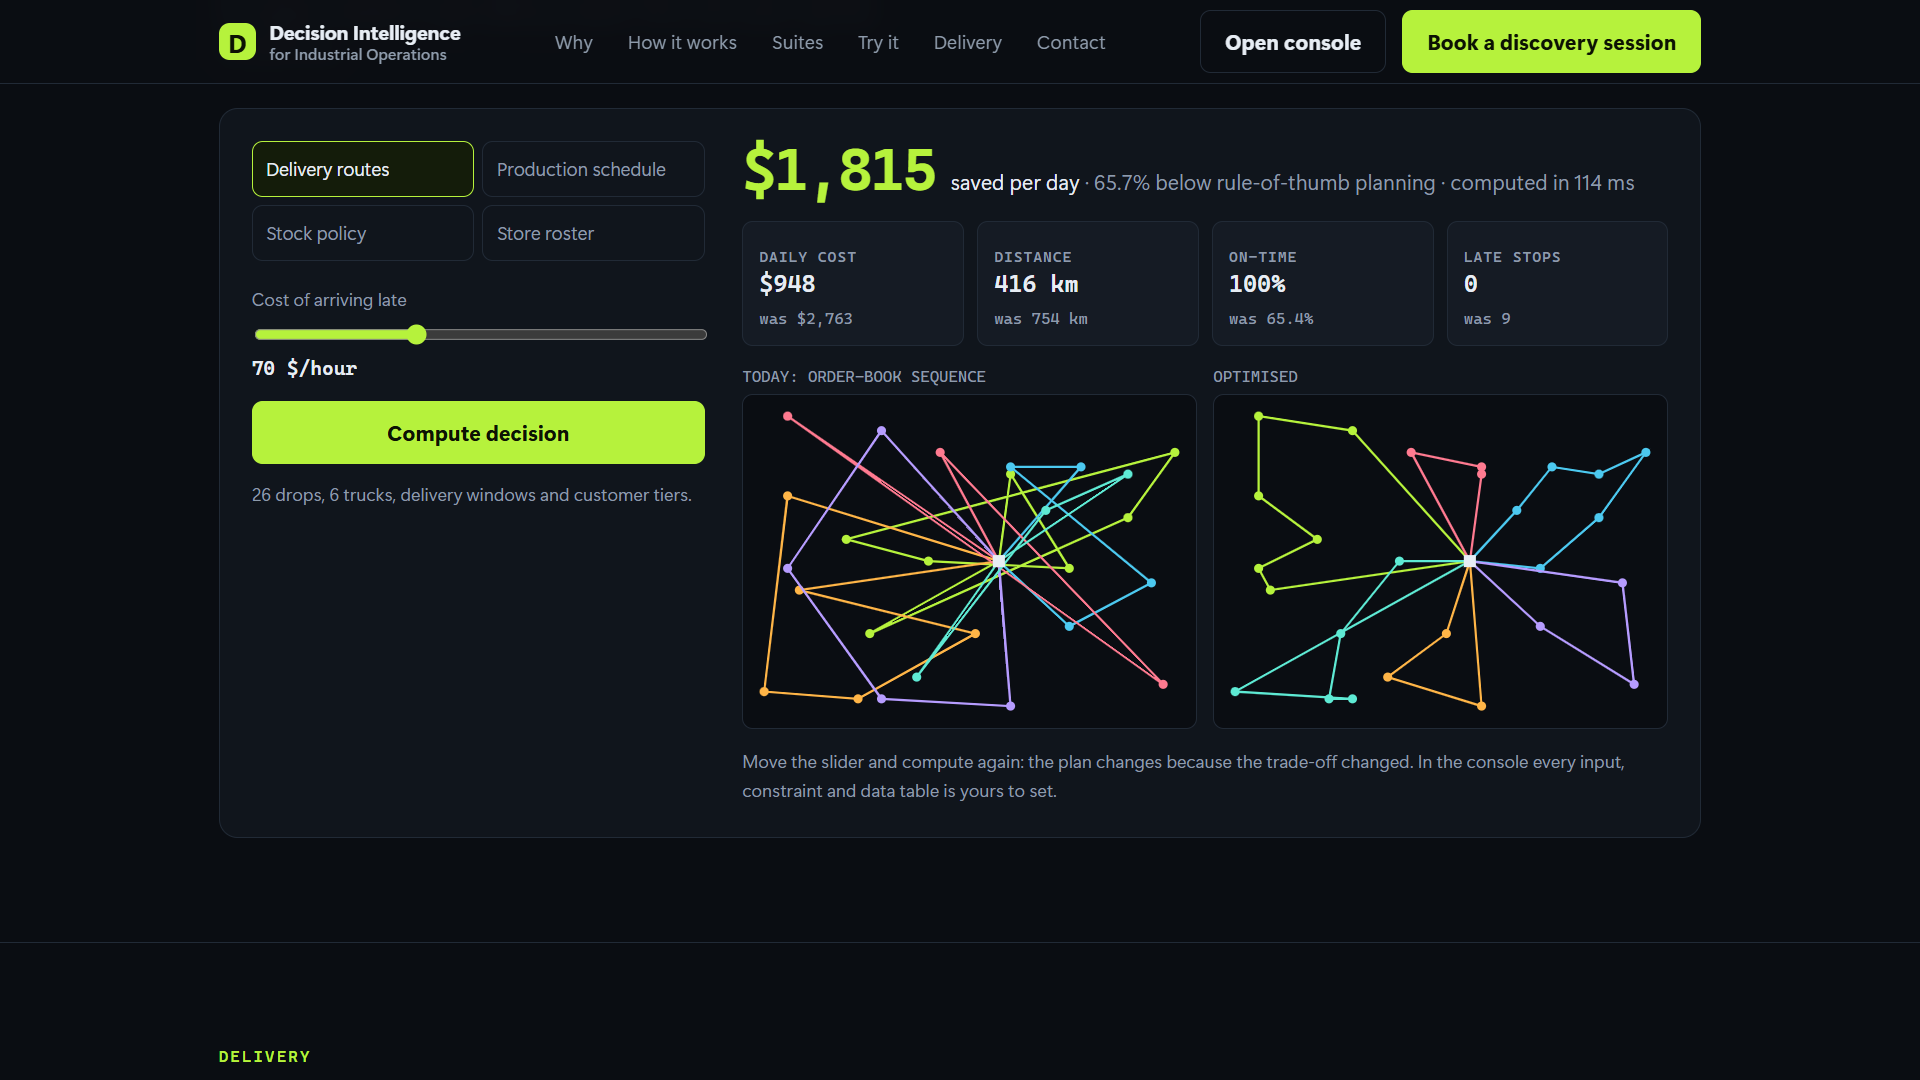 D
Decision Intelligence
for Industrial Operations
Why
How it works
Suites
Try it
Delivery
Contact
Open console
Book a discovery session
Delivery routes
Production schedule
Stock policy
Store roster
Cost of arriving late
70 $/hour
Compute decision
26 drops, 6 trucks, delivery windows and customer tiers.
$1,815 saved per day · 65.7% below rule-of-thumb planning · computed in 114 ms
DAILY COST
$948
was $2,763
DISTANCE
416 km
was 754 km
ON-TIME
100%
was 65.4%
LATE STOPS
0
was 9
TODAY: ORDER-BOOK SEQUENCE
OPTIMISED
Move the slider and compute again: the plan changes because the trade-off changed. In the console every input,
constraint and data table is yours to set.
DELIVERY